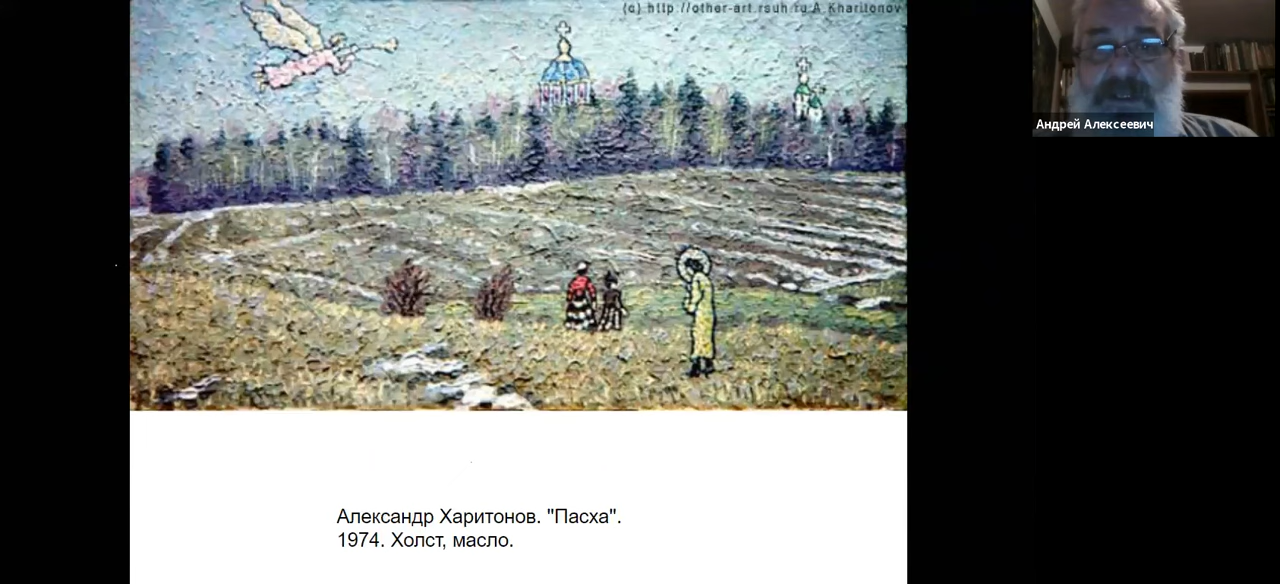 (c) http://other-art.rsuh.ru A.Kharitonov
Андрей Алексеевич
Александр Харитонов. "Пасха".
1974. Холст, масло.